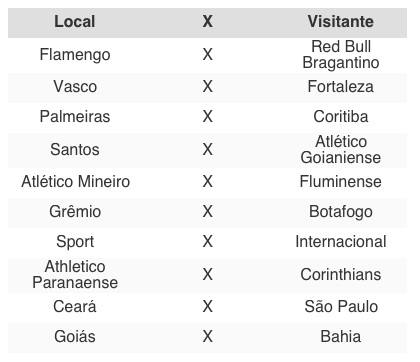 Local X Visitante
Flamengo X Red Bull
Bragantino
Vasco X Fortaleza
Palmeiras X Coritiba
Santos X Atlético
Goianiense
Atlético Mineiro X Fluminense
Grêmio X Botafogo
Sport X Internacional
Athletico
Paranaense X Corinthians
Ceará X São Paulo
Goiás X Bahia